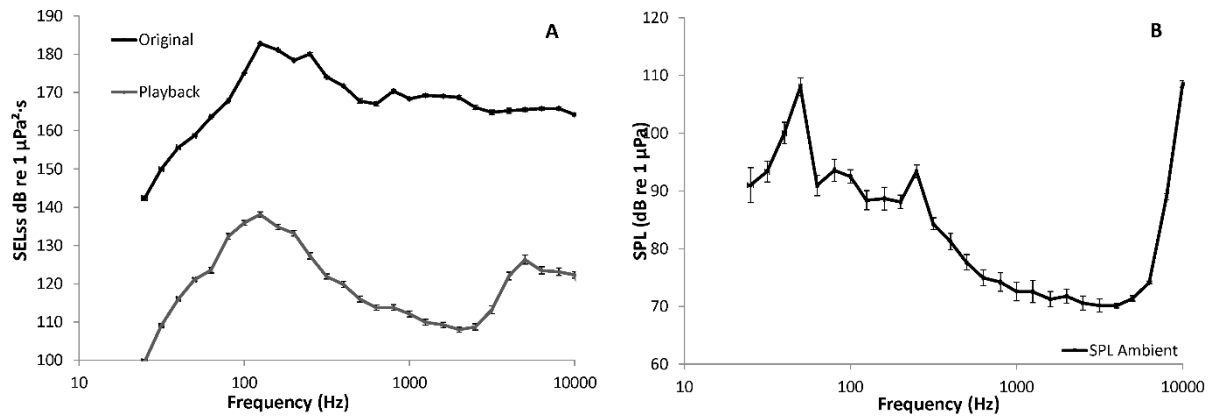 A
Original
Playback
190
180
170
160
150
140
130
120
110
100
SELss dB re 1 µPa²·s
10
100
1000
10000
Frequency (Hz)
B
120
110
100
90
80
70
60
SPL (dB re 1 µPa)
SPL Ambient
10
100
1000
10000
Frequency (Hz)